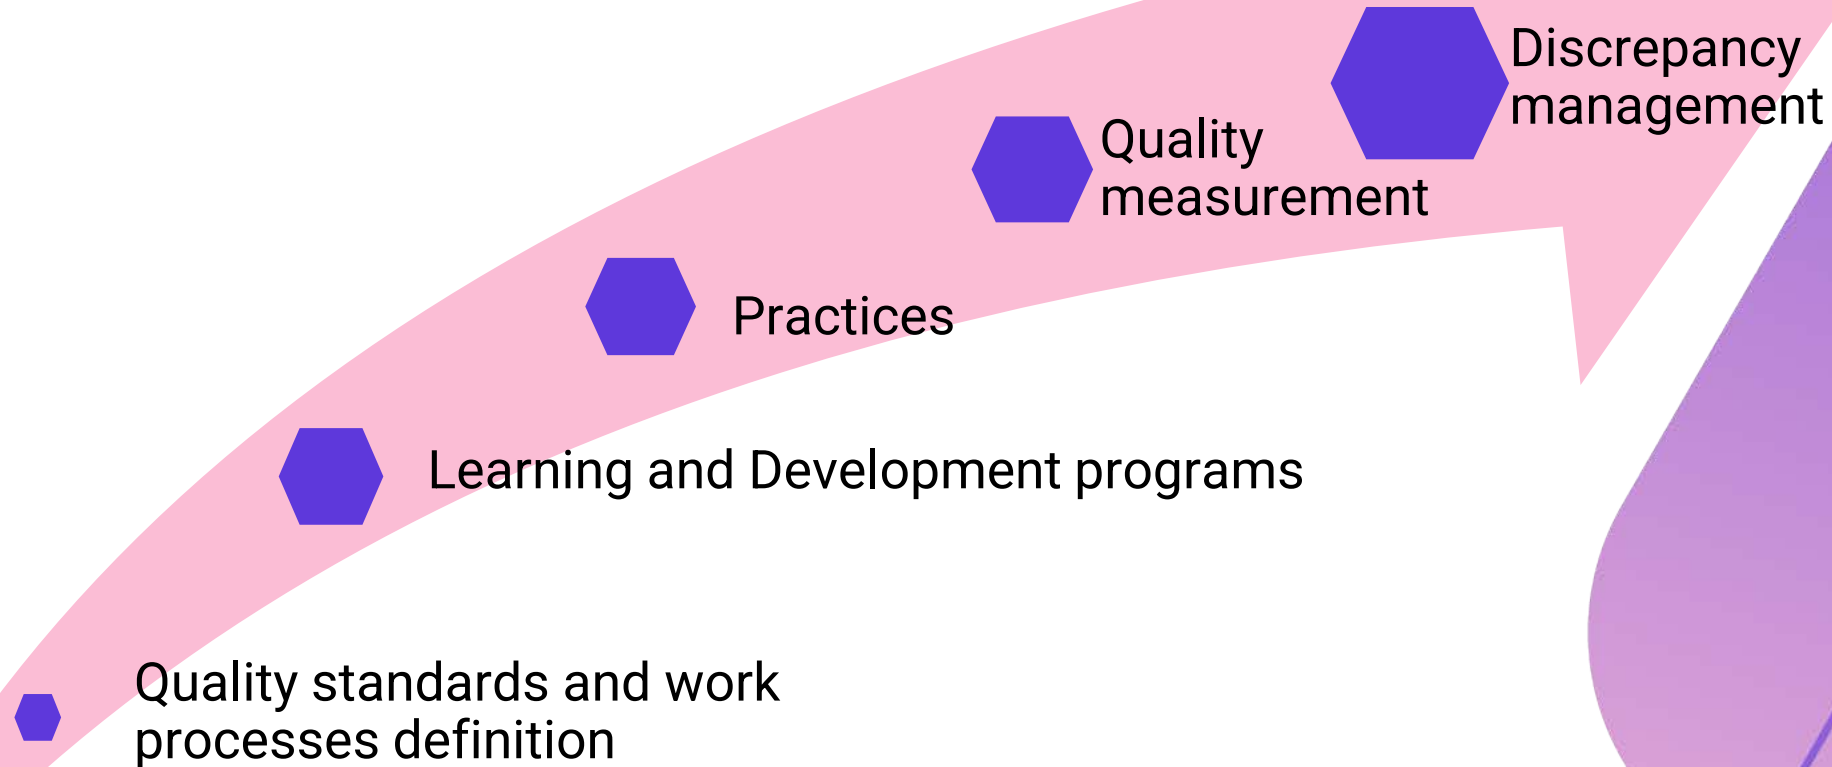 Discrepancy
management
Quality
measurement
Practices
Learning and Development programs
Quality standards and work
processes definition